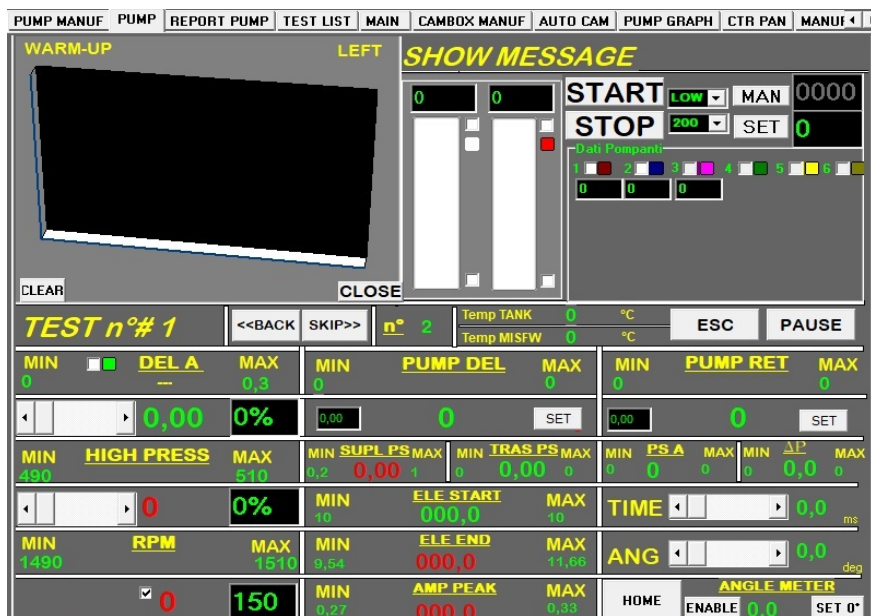 PUMP MANUF PUMP REPORT PUMP TEST LIST MAIN CAMBOX MANUF AUTO CAM PUMP GRAPH CTR PAN
WARM-UP LEFT
SHOW MESSAGE
0 0
START LOW MAN 0000
STOP 200 SET 0
Dati Pompanti
1 2 3 4 5 6
0 0 0
CLEAR CLOSE
TEST n°# 1 <<BACK SKIP>> n° 2
Temp TANK 0 °C
Temp MISFW 0 °C
ESC PAUSE
MIN DEL A MAX
0 --- 0,3
MIN PUMP DEL MAX
0 0
MIN PUMP RET MAX
0 0
0,00 0%
0,00 0 SET
0,00 0 SET
MIN HIGH PRESS MAX
490 510
MIN SUPL PS MAX
0,2 0,00 1
MIN TRAS PS MAX
0 0,00 0
MIN PS A MAX
0 0 0
MIN ΔP MAX
0 0,0 0
0 0%
MIN ELE START MAX
10 000,0 10
TIME 0,0 ms
MIN RPM MAX
1490 1510
MIN ELE END MAX
9,54 000,0 11,66
ANG 0,0 deg
0 150
MIN AMP PEAK MAX
0,27 000,0 0,33
HOME ANGLE METER
ENABLE 0,0 SET 0°